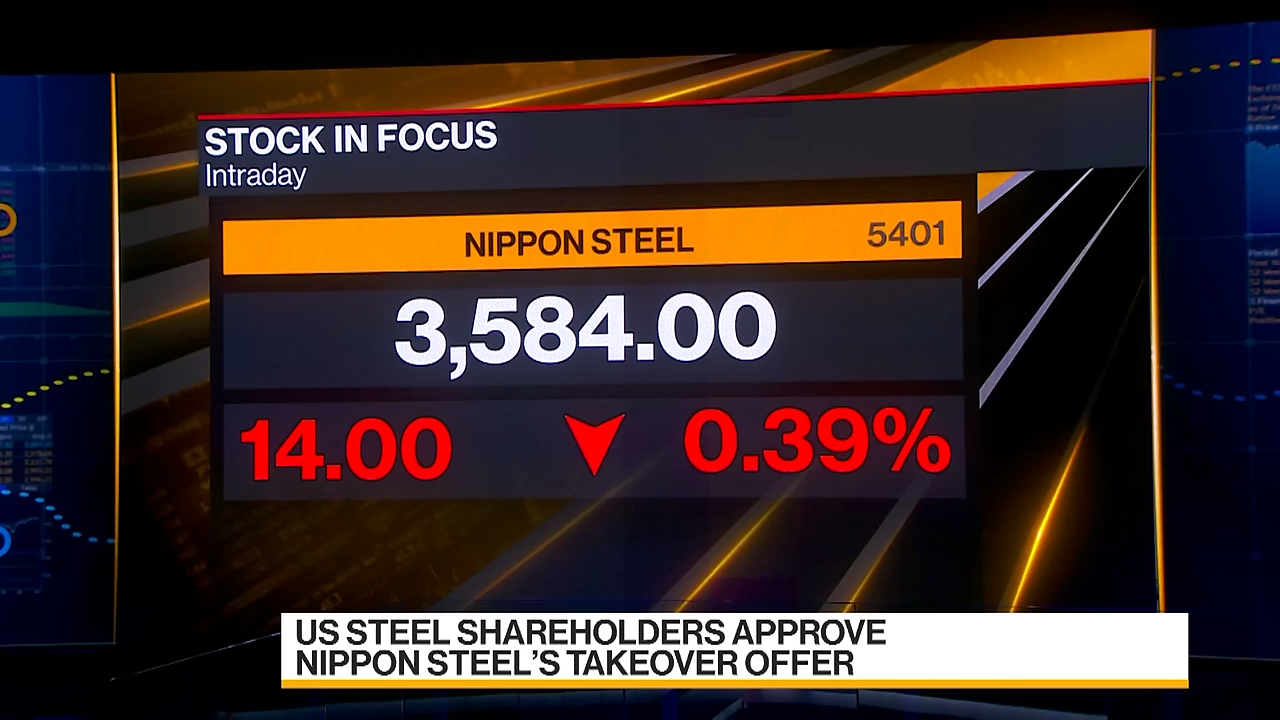 STOCK IN FOCUS
Intraday
NIPPON STEEL 5401
3,584.00
14.00 0.39%
US STEEL SHAREHOLDERS APPROVE
NIPPON STEEL'S TAKEOVER OFFER